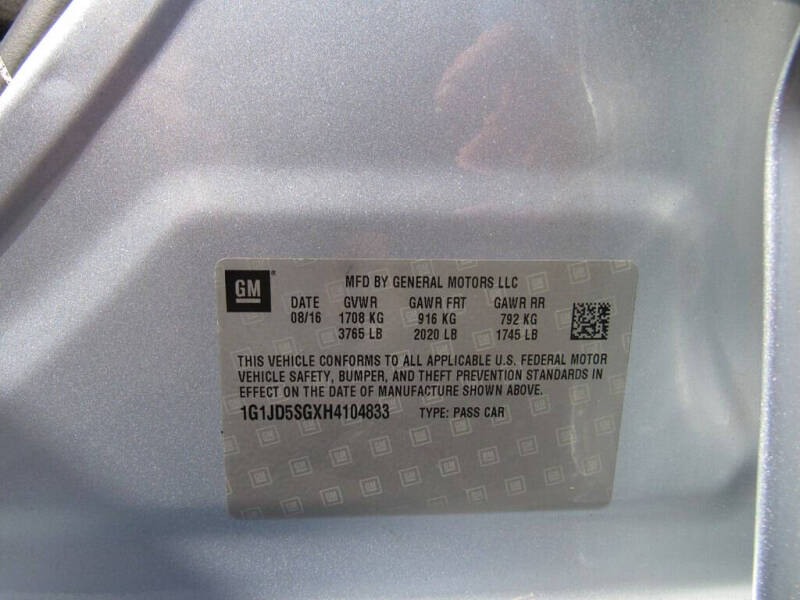 GM® MFD BY GENERAL MOTORS LLC
DATE GVWR GAWR FRT GAWR RR
08/16 1708 KG 916 KG 792 KG
3765 LB 2020 LB 1745 LB
THIS VEHICLE CONFORMS TO ALL APPLICABLE U.S. FEDERAL MOTOR
VEHICLE SAFETY, BUMPER, AND THEFT PREVENTION STANDARDS IN
EFFECT ON THE DATE OF MANUFACTURE SHOWN ABOVE.
1G1JD5SGXH4104833 TYPE: PASS CAR